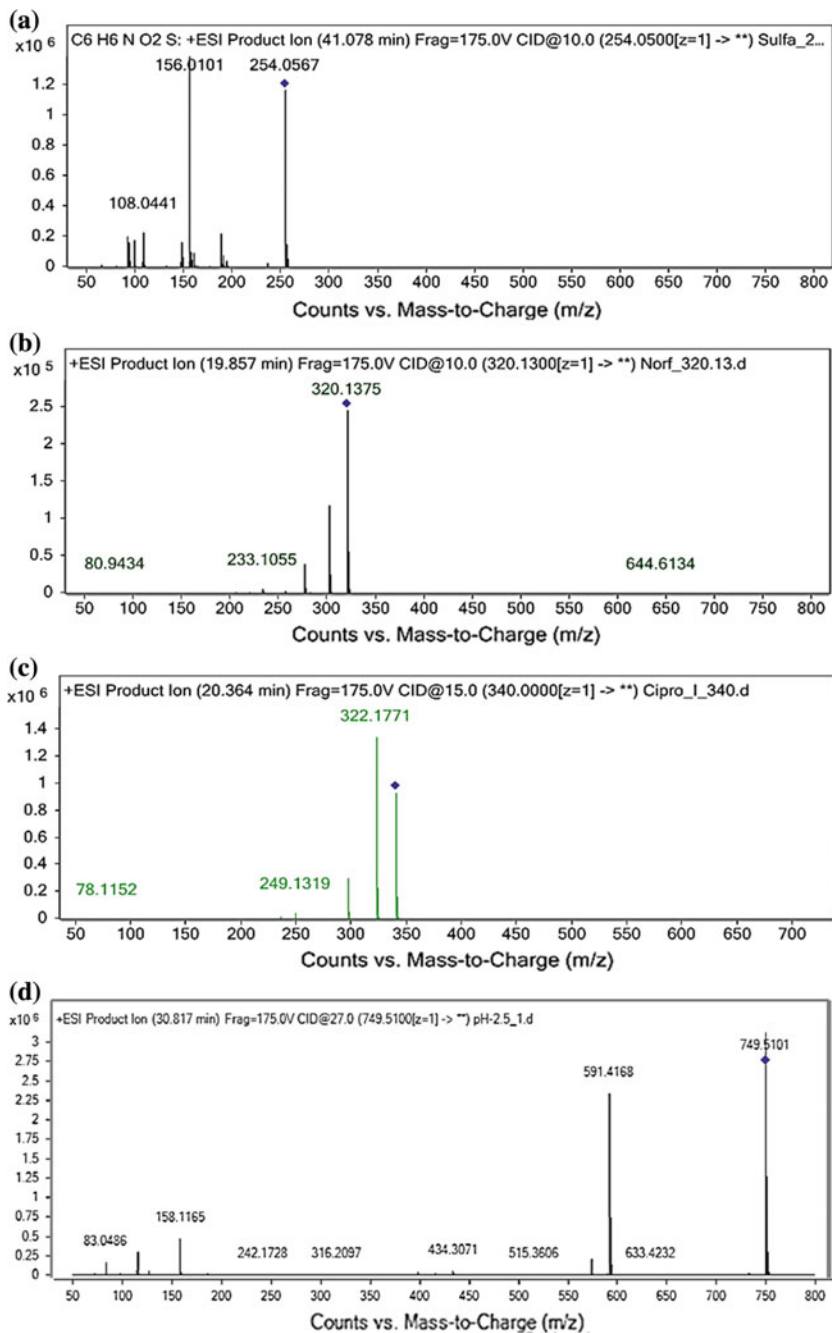 (a)
C6 H6 N O2 S: +ESI Product Ion (41.078 min) Frag=175.0V CID@10.0 (254.0500[z=1] -> **) Sulfa_2...
x10 6
156.0101 254.0567
1.2
1
0.8
0.6
0.4
108.0441
0.2
0
50 100 150 200 250 300 350 400 450 500 550 600 650 700 750 800
Counts vs. Mass-to-Charge (m/z)
(b)
+ESI Product Ion (19.857 min) Frag=175.0V CID@10.0 (320.1300[z=1] -> **) Norf_320.13.d
x10 5
320.1375
2.5
2
1.5
1
0.5
80.9434 233.1055 644.6134
0
50 100 150 200 250 300 350 400 450 500 550 600 650 700 750 800
Counts vs. Mass-to-Charge (m/z)
(c)
+ESI Product Ion (20.364 min) Frag=175.0V CID@15.0 (340.0000[z=1] -> **) Cipro_I_340.d
x10 6
322.1771
1.4
1.2
1
0.8
0.6
0.4
0.2
78.1152 249.1319
0
50 100 150 200 250 300 350 400 450 500 550 600 650 700
Counts vs. Mass-to-Charge (m/z)
(d)
x10 6
+ESI Product Ion (30.817 min) Frag=175.0V CID@27.0 (749.5100[z=1] -> **) pH-2.5_1.d
3
749.5101
2.75
591.4168
2.5
2.25
2
1.75
1.5
1.25
1
0.75
158.1165
0.5
83.0486
0.25
242.1728 316.2097 434.3071 515.3606 633.4232
0
50 100 150 200 250 300 350 400 450 500 550 600 650 700 750 800
Counts vs. Mass-to-Charge (m/z)